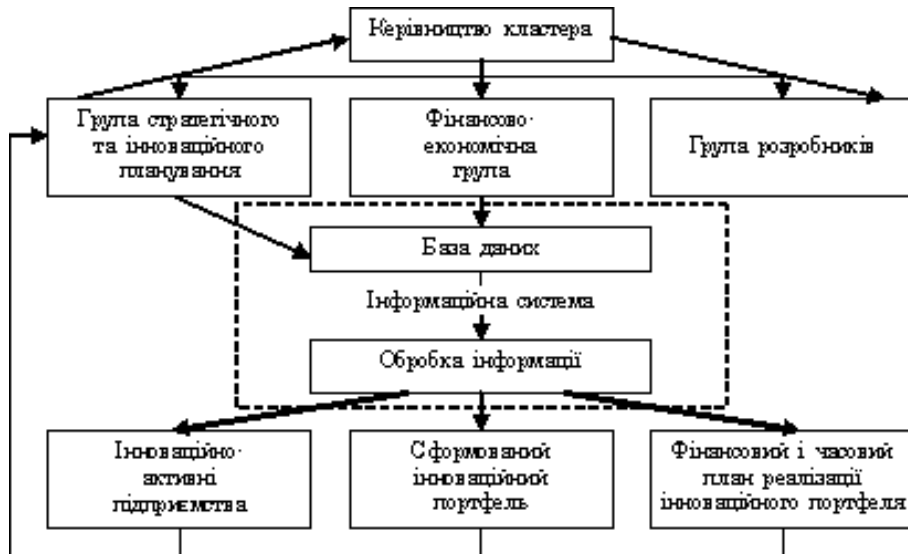 Керівництво кластера
Група стратегічного
та інноваційного
планування
Фінансово-
економічна
група
Група розробників
База даних
Інформаційна система
Обробка інформації
Інноваційно-
активні
підприємства
Сформований
інноваційний
портфель
Фінансовий і часовий
план реалізації
інноваційного портфеля